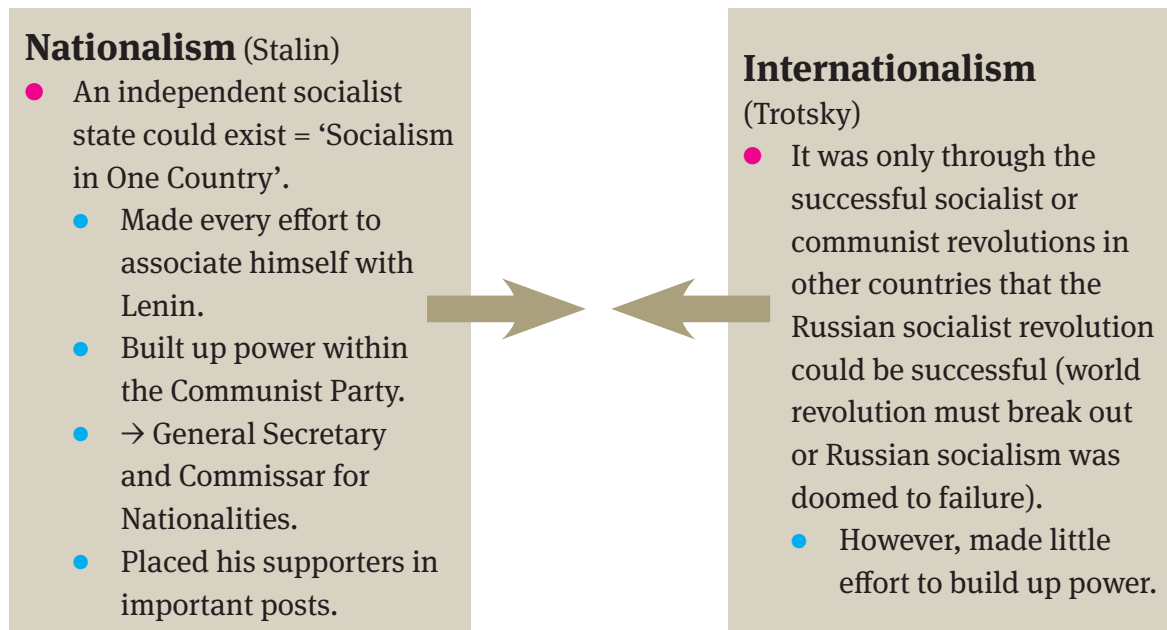 Nationalism (Stalin)
● An independent socialist
state could exist = ‘Socialism
in One Country’.
● Made every effort to
associate himself with
Lenin.
● Built up power within
the Communist Party.
● → General Secretary
and Commissar for
Nationalities.
● Placed his supporters in
important posts.
Internationalism
(Trotsky)
● It was only through the
successful socialist or
communist revolutions in
other countries that the
Russian socialist revolution
could be successful (world
revolution must break out
or Russian socialism was
doomed to failure).
● However, made little
effort to build up power.